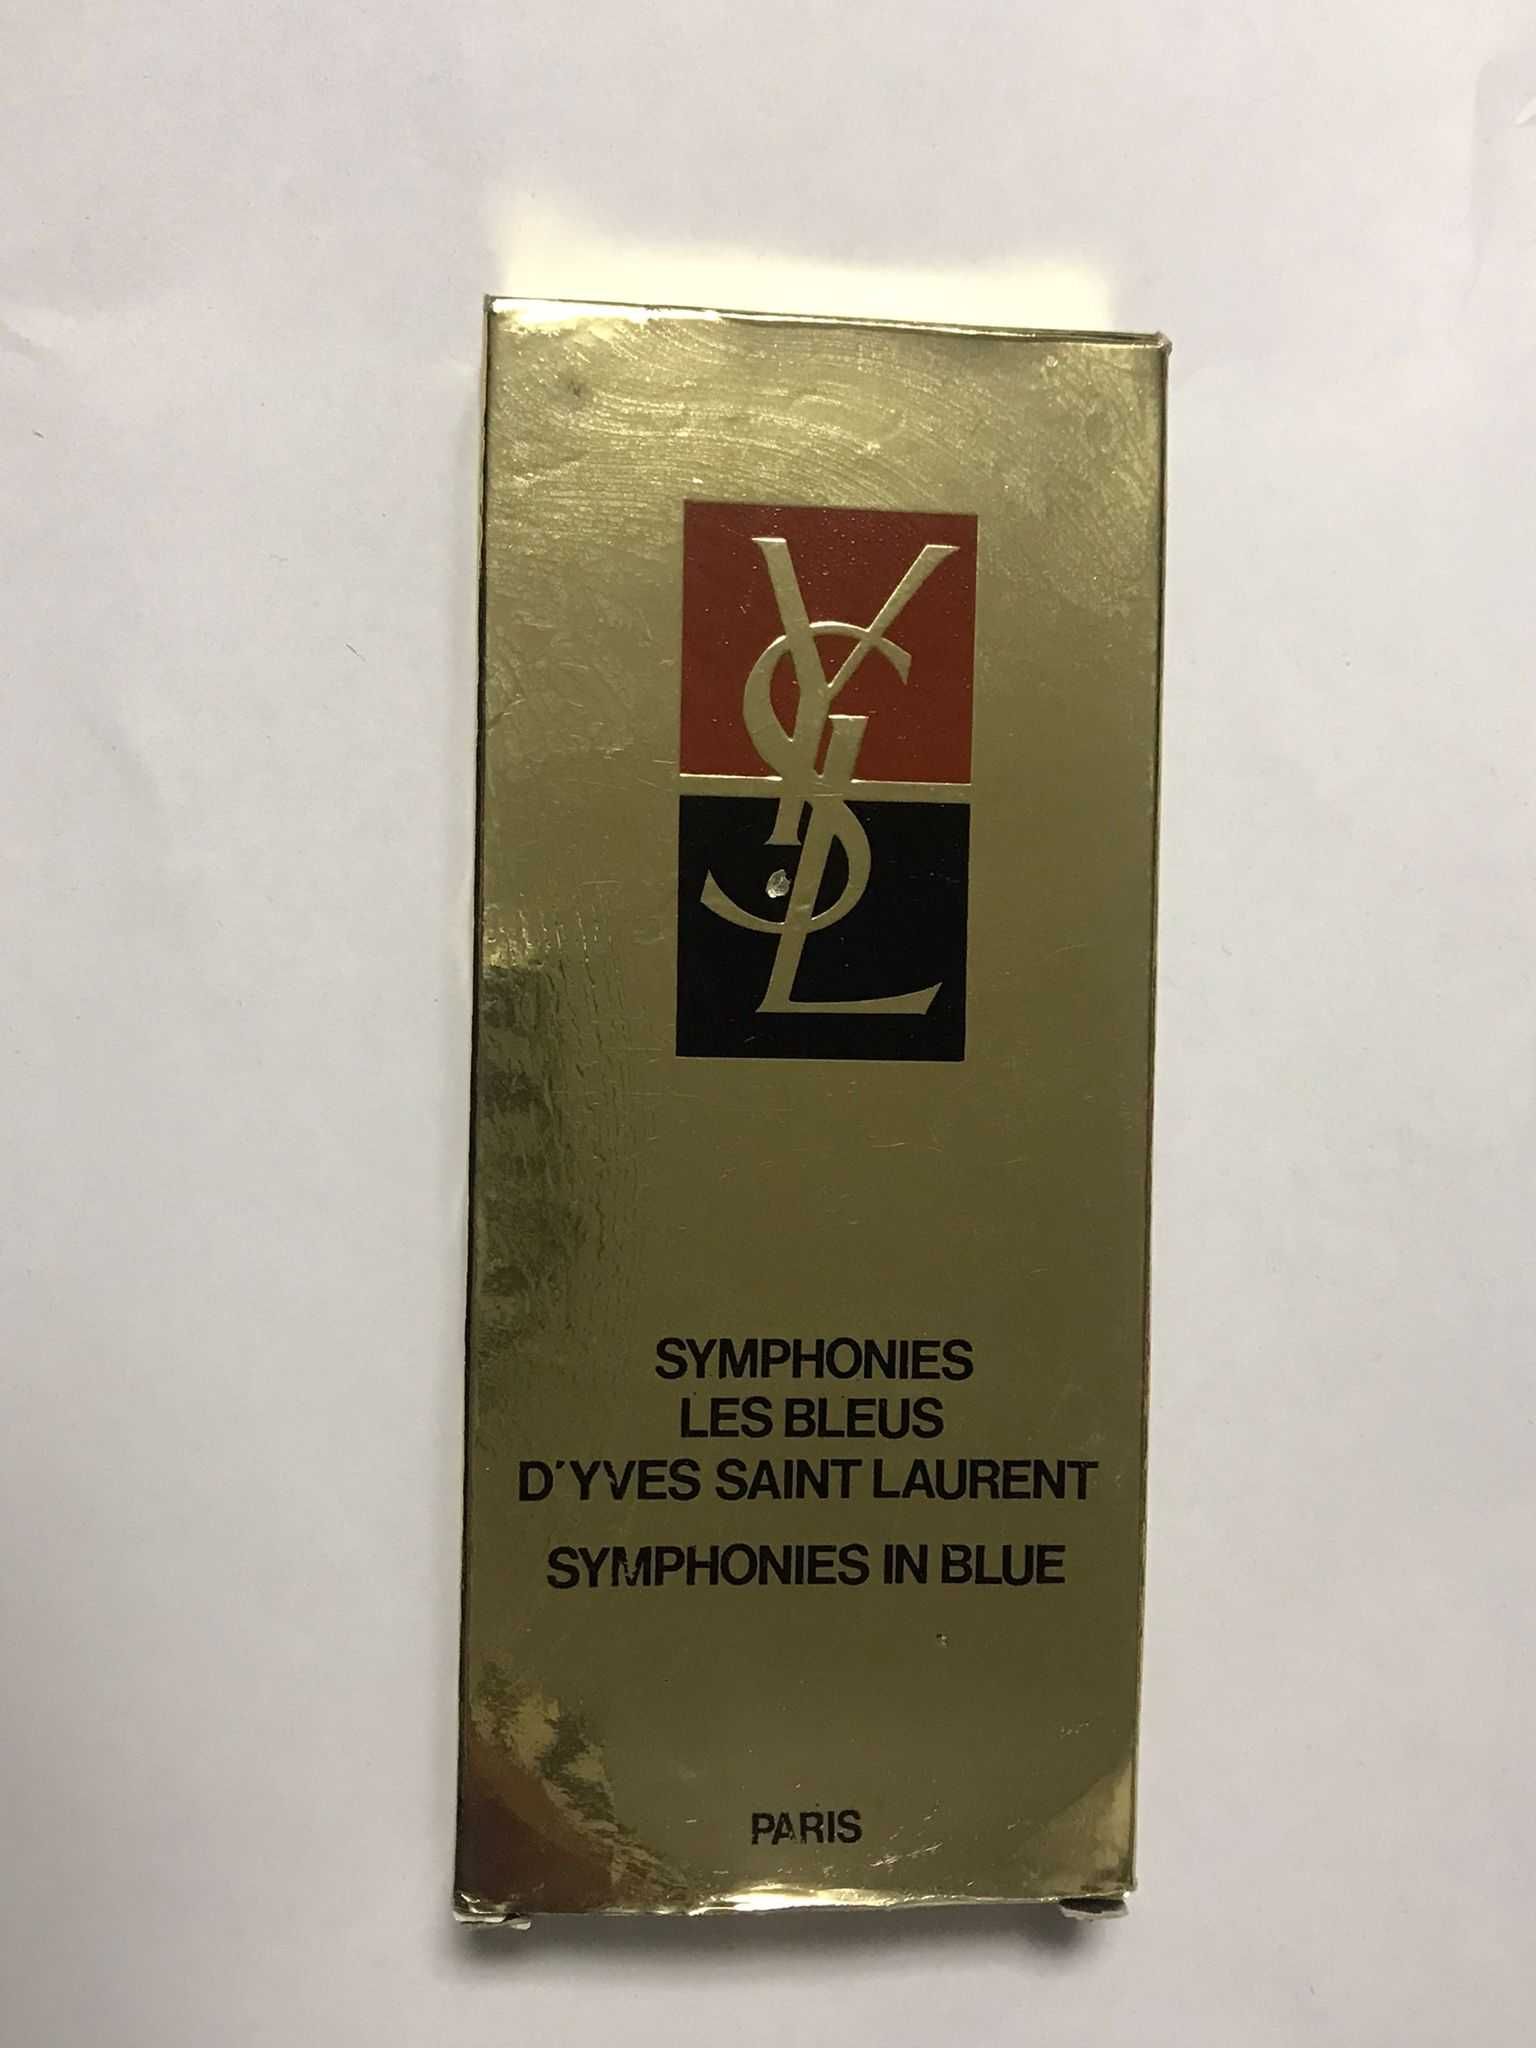 YSL
SYMPHONIES
LES BLEUS
D'YVES SAINT LAURENT
SYMPHONIES IN BLUE
PARIS